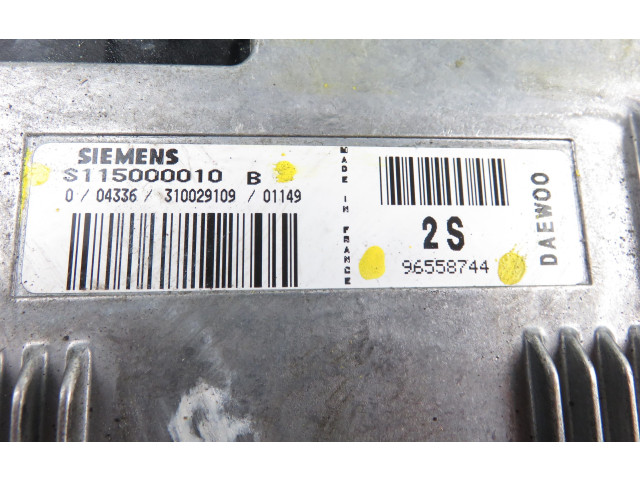 SIEMENS
S115000010 B
0 / 04336 / 310029109 / 01149
MADE IN FRANCE
2S
96558744
DAEWOO